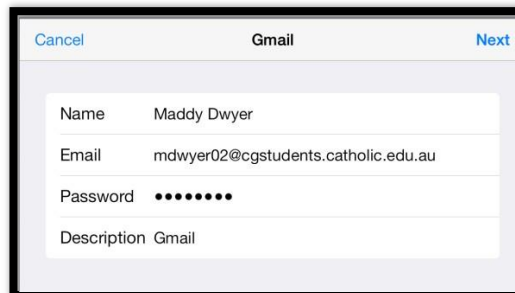 Cancel Gmail Next
Name Maddy Dwyer
Email mdwyer02@cgstudents.catholic.edu.au
Password ••••••••
Description Gmail